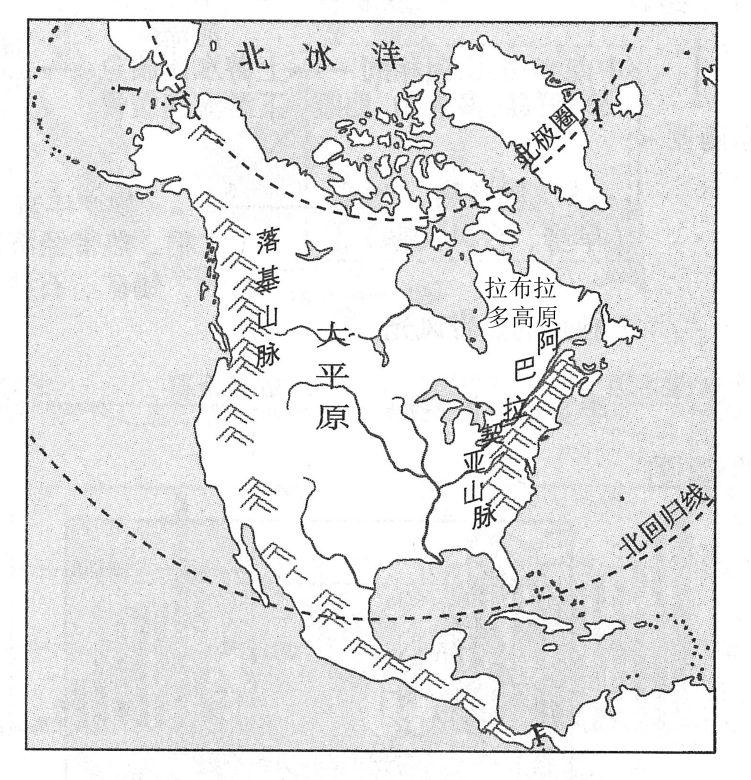 北冰洋
北极圈
落基山脉
拉布拉
多高原
大平原
阿巴拉契亚山脉
北回归线